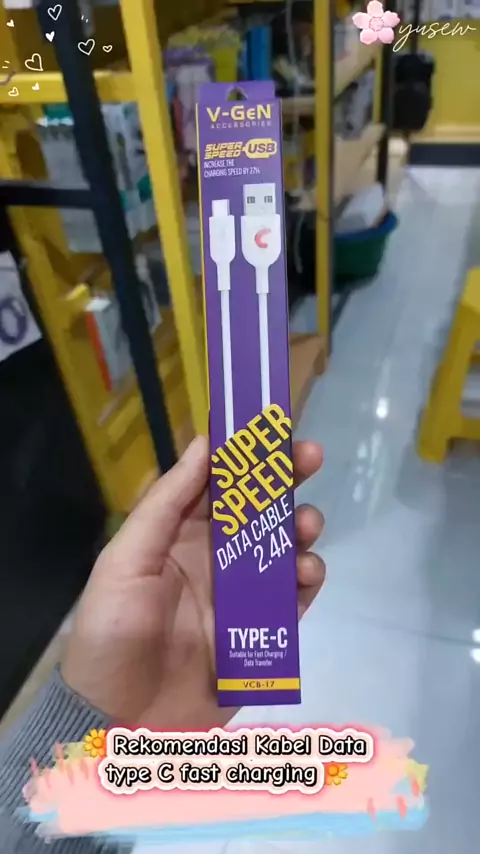 yusew
V-GeN
ACCESSORIES
SUPER
SPEED USB
INCREASE THE
CHARGING SPEED BY 27%
C
SUPER
SPEED
DATA CABLE
2.4A
TYPE-C
Suitable for Fast Charging /
Data Transfer
VCB-17
Rekomendasi Kabel Data
type C fast charging